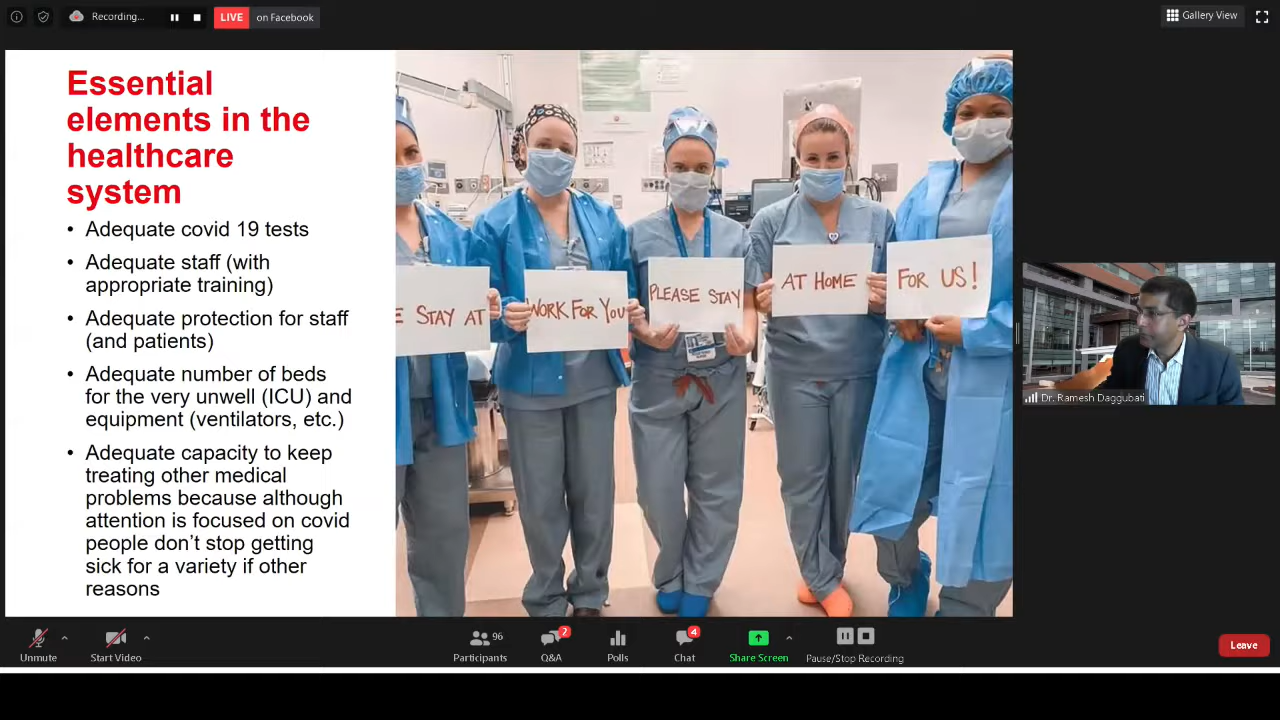 Recording...
LIVE
on Facebook
Gallery View
Essential
elements in the
healthcare
system
• Adequate covid 19 tests
• Adequate staff (with
appropriate training)
• Adequate protection for staff
(and patients)
• Adequate number of beds
for the very unwell (ICU) and
equipment (ventilators, etc.)
• Adequate capacity to keep
treating other medical
problems because although
attention is focused on covid
people don't stop getting
sick for a variety if other
reasons
E STAY AT
WORK FOR YOU
PLEASE STAY
AT HOME
FOR US!
Dr. Ramesh Daggubati
Unmute
Start Video
96
Participants
2
Q&A
Polls
4
Chat
Share Screen
Pause/Stop Recording
Leave